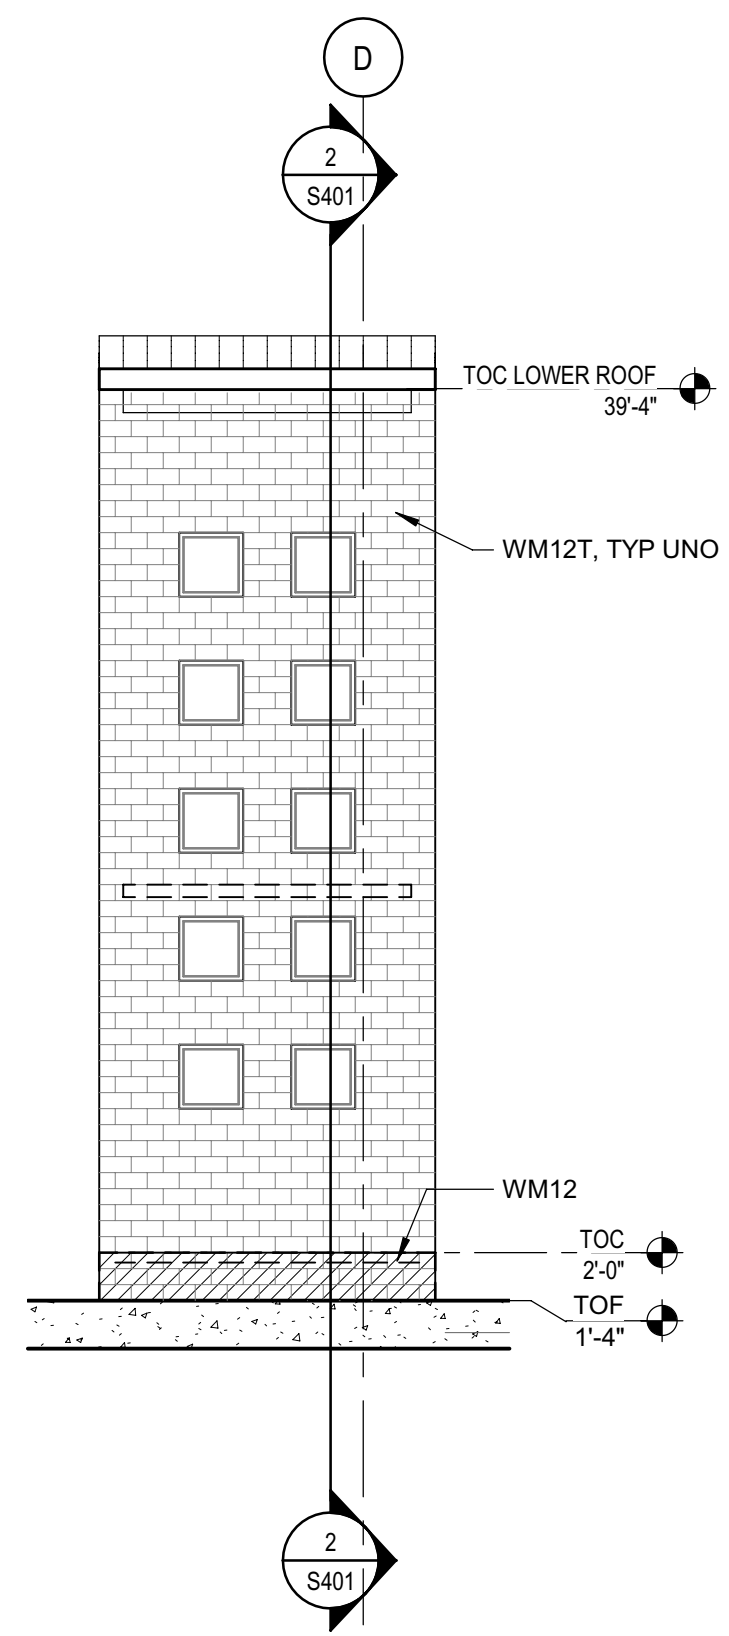 D
2
S401
TOC LOWER ROOF
39'-4"
WM12T, TYP UNO
WM12
TOC
2'-0"
TOF
1'-4"
2
S401